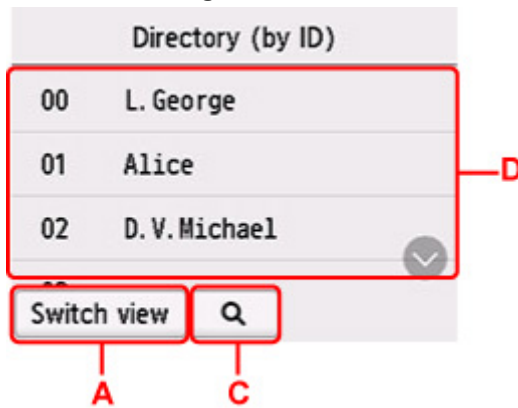 Directory (by ID)
00 L. George
01 Alice
D
02 D. V. Michael
Switch view
A C